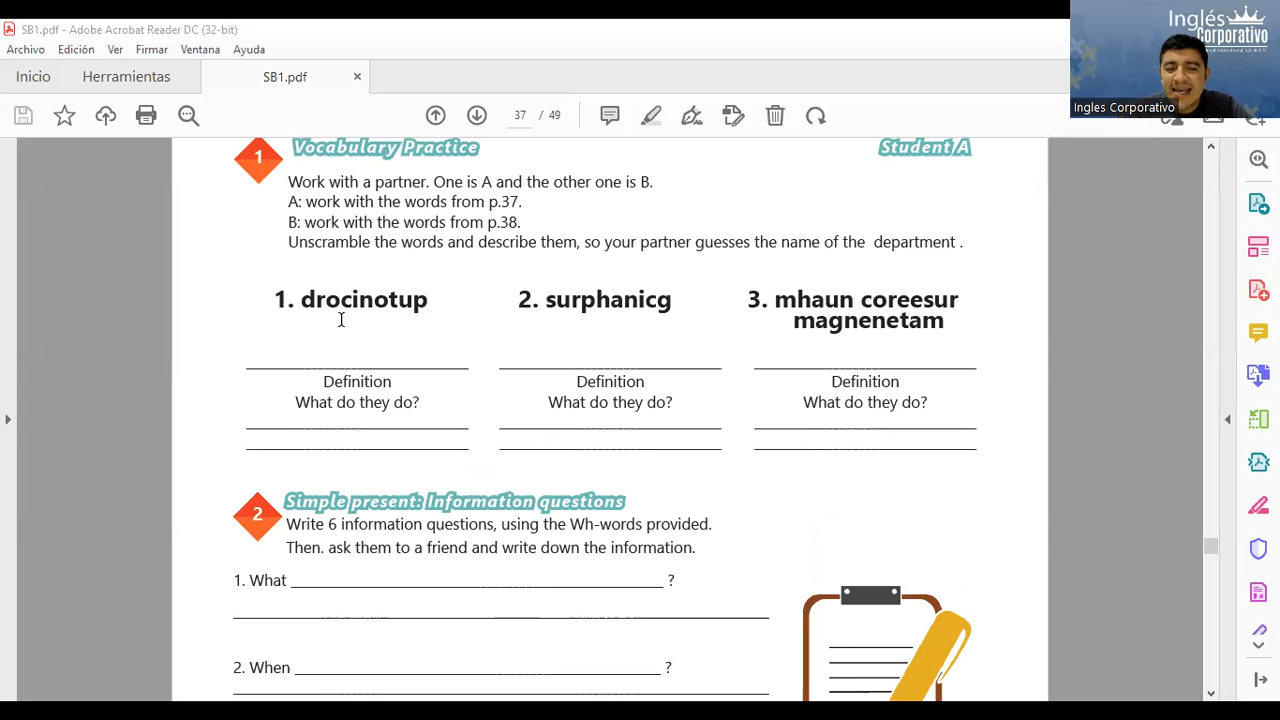 SB1.pdf - Adobe Acrobat Reader DC (32-bit)
Archivo Edición Ver Firmar Ventana Ayuda
Inicio Herramientas SB1.pdf ×
37 / 49
Inglés
Corporativo
Ingles Corporativo
1 Vocabulary Practice Student A
Work with a partner. One is A and the other one is B.
A: work with the words from p.37.
B: work with the words from p.38.
Unscramble the words and describe them, so your partner guesses the name of the department .
1. drocinotup 2. surphanicg 3. mhaun coreesur
magnenetam
Definition Definition Definition
What do they do? What do they do? What do they do?
2 Simple present: Information questions
Write 6 information questions, using the Wh-words provided.
Then. ask them to a friend and write down the information.
1. What ?
2. When ?